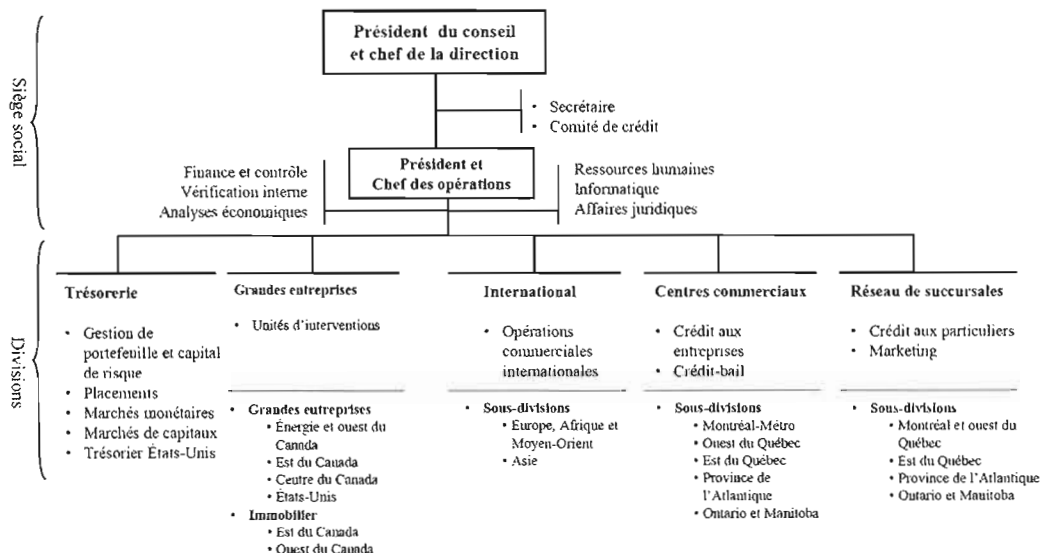 Président du conseil
et chef de la direction
Siège social
• Secrétaire
• Comité de crédit
Président et
Chef des opérations
Finance et contrôle
Vérification interne
Analyses économiques
Ressources humaines
Informatique
Affaires juridiques
Divisions
Trésorerie
• Gestion de
portefeuille et capital
de risque
• Placements
• Marchés monétaires
• Marchés de capitaux
• Trésorier États-Unis
Grandes entreprises
• Unités d'interventions
• Grandes entreprises
• Énergie et ouest du
Canada
• Est du Canada
• Centre du Canada
• États-Unis
• Immobilier
• Est du Canada
• Ouest du Canada
International
• Opérations
commerciales
internationales
• Sous-divisions
• Europe, Afrique et
Moyen-Orient
• Asie
Centres commerciaux
• Crédit aux
entreprises
• Crédit-bail
• Sous-divisions
• Montréal-Métro
• Ouest du Québec
• Est du Québec
• Province de
l'Atlantique
• Ontario et Manitoba
Réseau de succursales
• Crédit aux particuliers
• Marketing
• Sous-divisions
• Montréal et ouest du
Québec
• Est du Québec
• Province de l'Atlantique
• Ontario et Manitoba